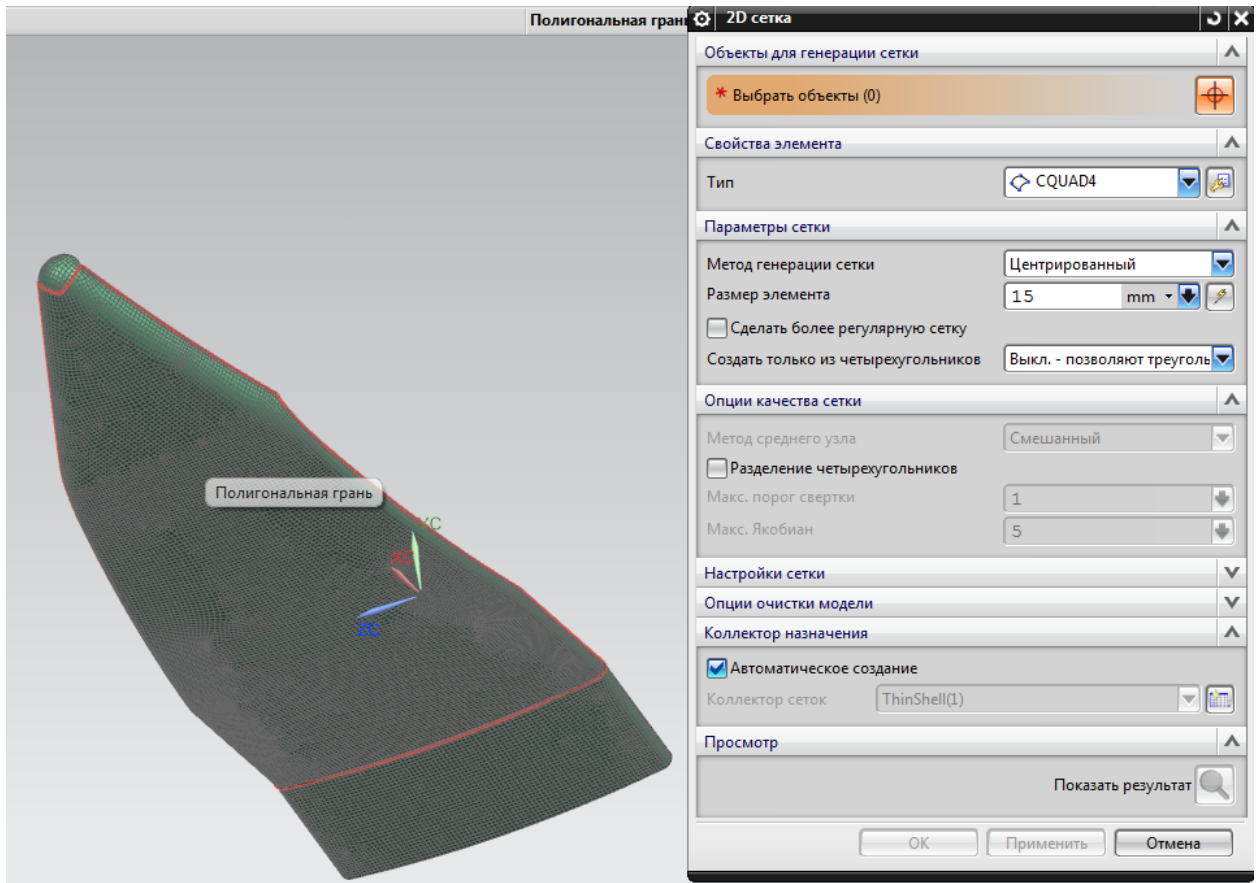 Полигональная грань
2D сетка
Объекты для генерации сетки
* Выбрать объекты (0)
Свойства элемента
Тип CQUAD4
Параметры сетки
Метод генерации сетки Центрированный
Размер элемента 15 mm
Сделать более регулярную сетку
Создать только из четырехугольников Выкл. - позволяют треуголь
Опции качества сетки
Метод среднего узла Смешанный
Разделение четырехугольников
Макс. порог свертки 1
Макс. Якобиан 5
Настройки сетки
Опции очистки модели
Коллектор назначения
Автоматическое создание
Коллектор сеток ThinShell(1)
Просмотр
Показать результат
OK Применить Отмена
Полигональная грань
YC
XC
ZC